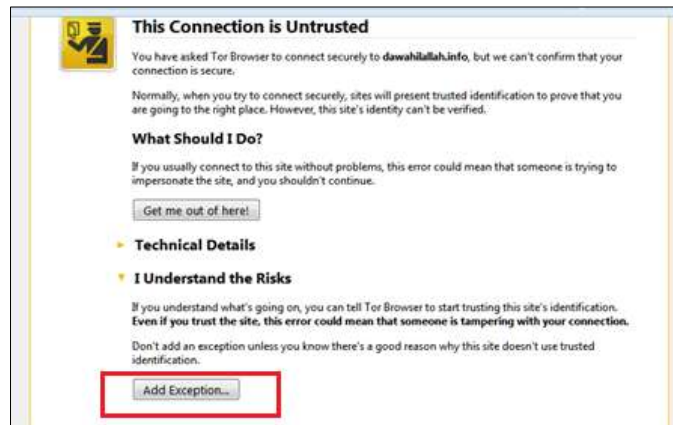 This Connection is Untrusted
You have asked Tor Browser to connect securely to dawahilallah.info, but we can't confirm that your
connection is secure.
Normally, when you try to connect securely, sites will present trusted identification to prove that you
are going to the right place. However, this site's identity can't be verified.
What Should I Do?
If you usually connect to this site without problems, this error could mean that someone is trying to
impersonate the site, and you shouldn't continue.
Get me out of here!
Technical Details
I Understand the Risks
If you understand what's going on, you can tell Tor Browser to start trusting this site's identification.
Even if you trust the site, this error could mean that someone is tampering with your connection.
Don't add an exception unless you know there's a good reason why this site doesn't use trusted
identification.
Add Exception...